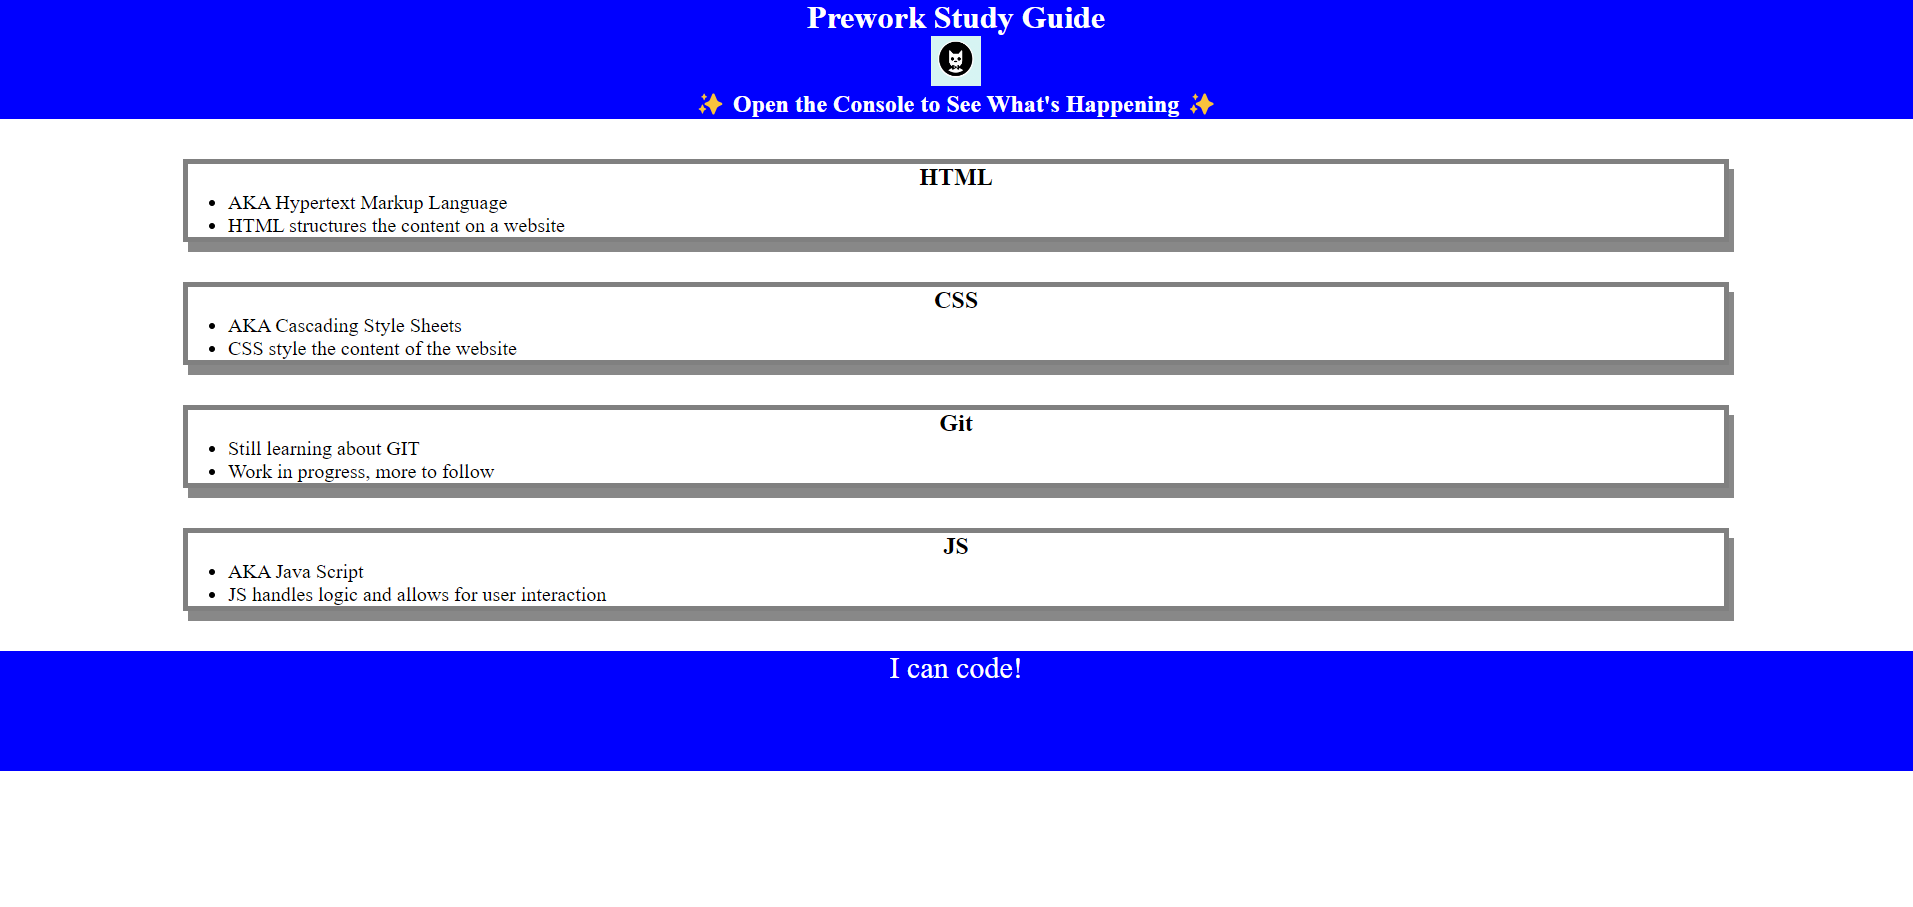 Prework Study Guide
✨ Open the Console to See What's Happening ✨
HTML
• AKA Hypertext Markup Language
• HTML structures the content on a website
CSS
• AKA Cascading Style Sheets
• CSS style the content of the website
Git
• Still learning about GIT
• Work in progress, more to follow
JS
• AKA Java Script
• JS handles logic and allows for user interaction
I can code!